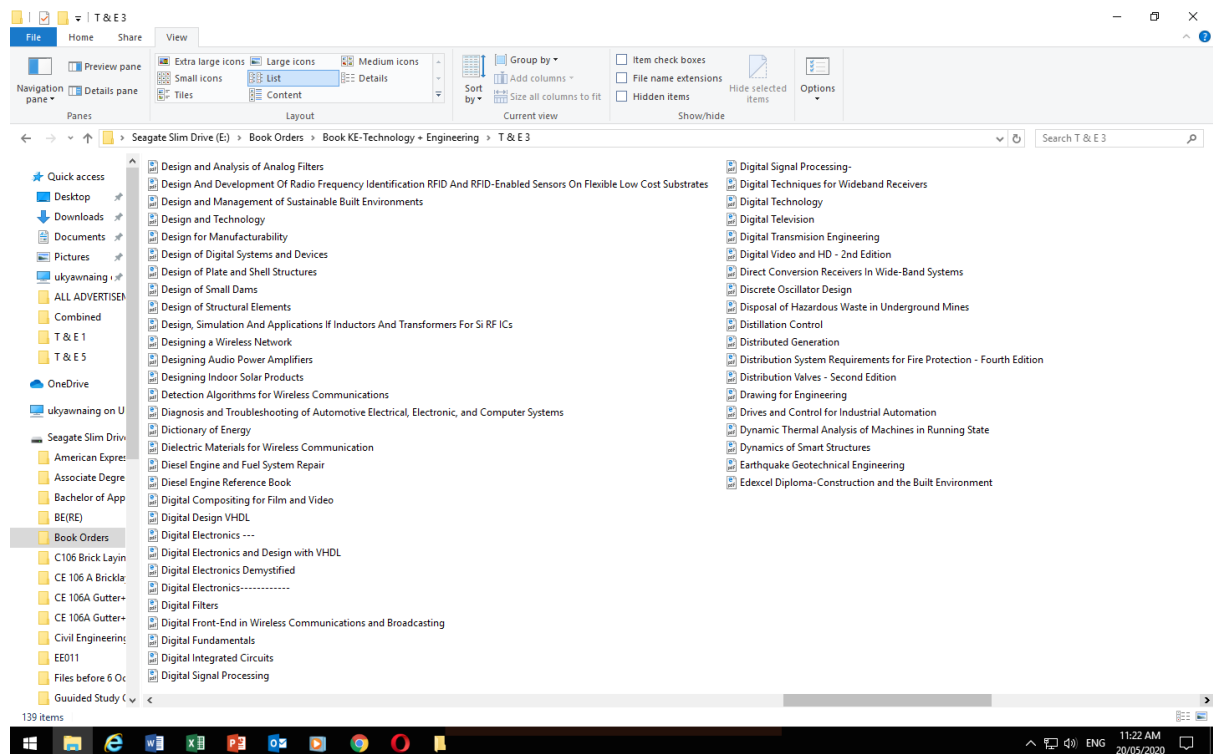 T & E 3
File Home Share View
Navigation pane
Preview pane
Details pane
Panes
Extra large icons Large icons Medium icons
Small icons List Details
Tiles Content
Layout
Sort by
Group by
Add columns
Size all columns to fit
Current view
Item check boxes
File name extensions
Hidden items
Hide selected items
Show/hide
Options
Seagate Slim Drive (E:) > Book Orders > Book KE-Technology + Engineering > T & E 3
Search T & E 3
Quick access
Desktop
Downloads
Documents
Pictures
ukyawnaing
ALL ADVERTISEM
Combined
T & E 1
T & E 5
OneDrive
ukyawnaing on U
Seagate Slim Driv
American Expres
Associate Degre
Bachelor of App
BE(RE)
Book Orders
C106 Brick Layin
CE 106 A Brickla
CE 106A Gutter+
CE 106A Gutter+
Civil Engineering
EE011
Files before 6 Oc
Guuided Study
Design and Analysis of Analog Filters
Design And Development Of Radio Frequency Identification RFID And RFID-Enabled Sensors On Flexible Low Cost Substrates
Design and Management of Sustainable Built Environments
Design and Technology
Design for Manufacturability
Design of Digital Systems and Devices
Design of Plate and Shell Structures
Design of Small Dams
Design of Structural Elements
Design, Simulation And Applications If Inductors And Transformers For Si RF ICs
Designing a Wireless Network
Designing Audio Power Amplifiers
Designing Indoor Solar Products
Detection Algorithms for Wireless Communications
Diagnosis and Troubleshooting of Automotive Electrical, Electronic, and Computer Systems
Dictionary of Energy
Dielectric Materials for Wireless Communication
Diesel Engine and Fuel System Repair
Diesel Engine Reference Book
Digital Compositing for Film and Video
Digital Design VHDL
Digital Electronics ---
Digital Electronics and Design with VHDL
Digital Electronics Demystified
Digital Electronics------------
Digital Filters
Digital Front-End in Wireless Communications and Broadcasting
Digital Fundamentals
Digital Integrated Circuits
Digital Signal Processing
Digital Signal Processing-
Digital Techniques for Wideband Receivers
Digital Technology
Digital Television
Digital Transmision Engineering
Digital Video and HD - 2nd Edition
Direct Conversion Receivers In Wide-Band Systems
Discrete Oscillator Design
Disposal of Hazardous Waste in Underground Mines
Distillation Control
Distributed Generation
Distribution System Requirements for Fire Protection - Fourth Edition
Distribution Valves - Second Edition
Drawing for Engineering
Drives and Control for Industrial Automation
Dynamic Thermal Analysis of Machines in Running State
Dynamics of Smart Structures
Earthquake Geotechnical Engineering
Edexcel Diploma-Construction and the Built Environment
139 items
ENG
11:22 AM
20/05/2020